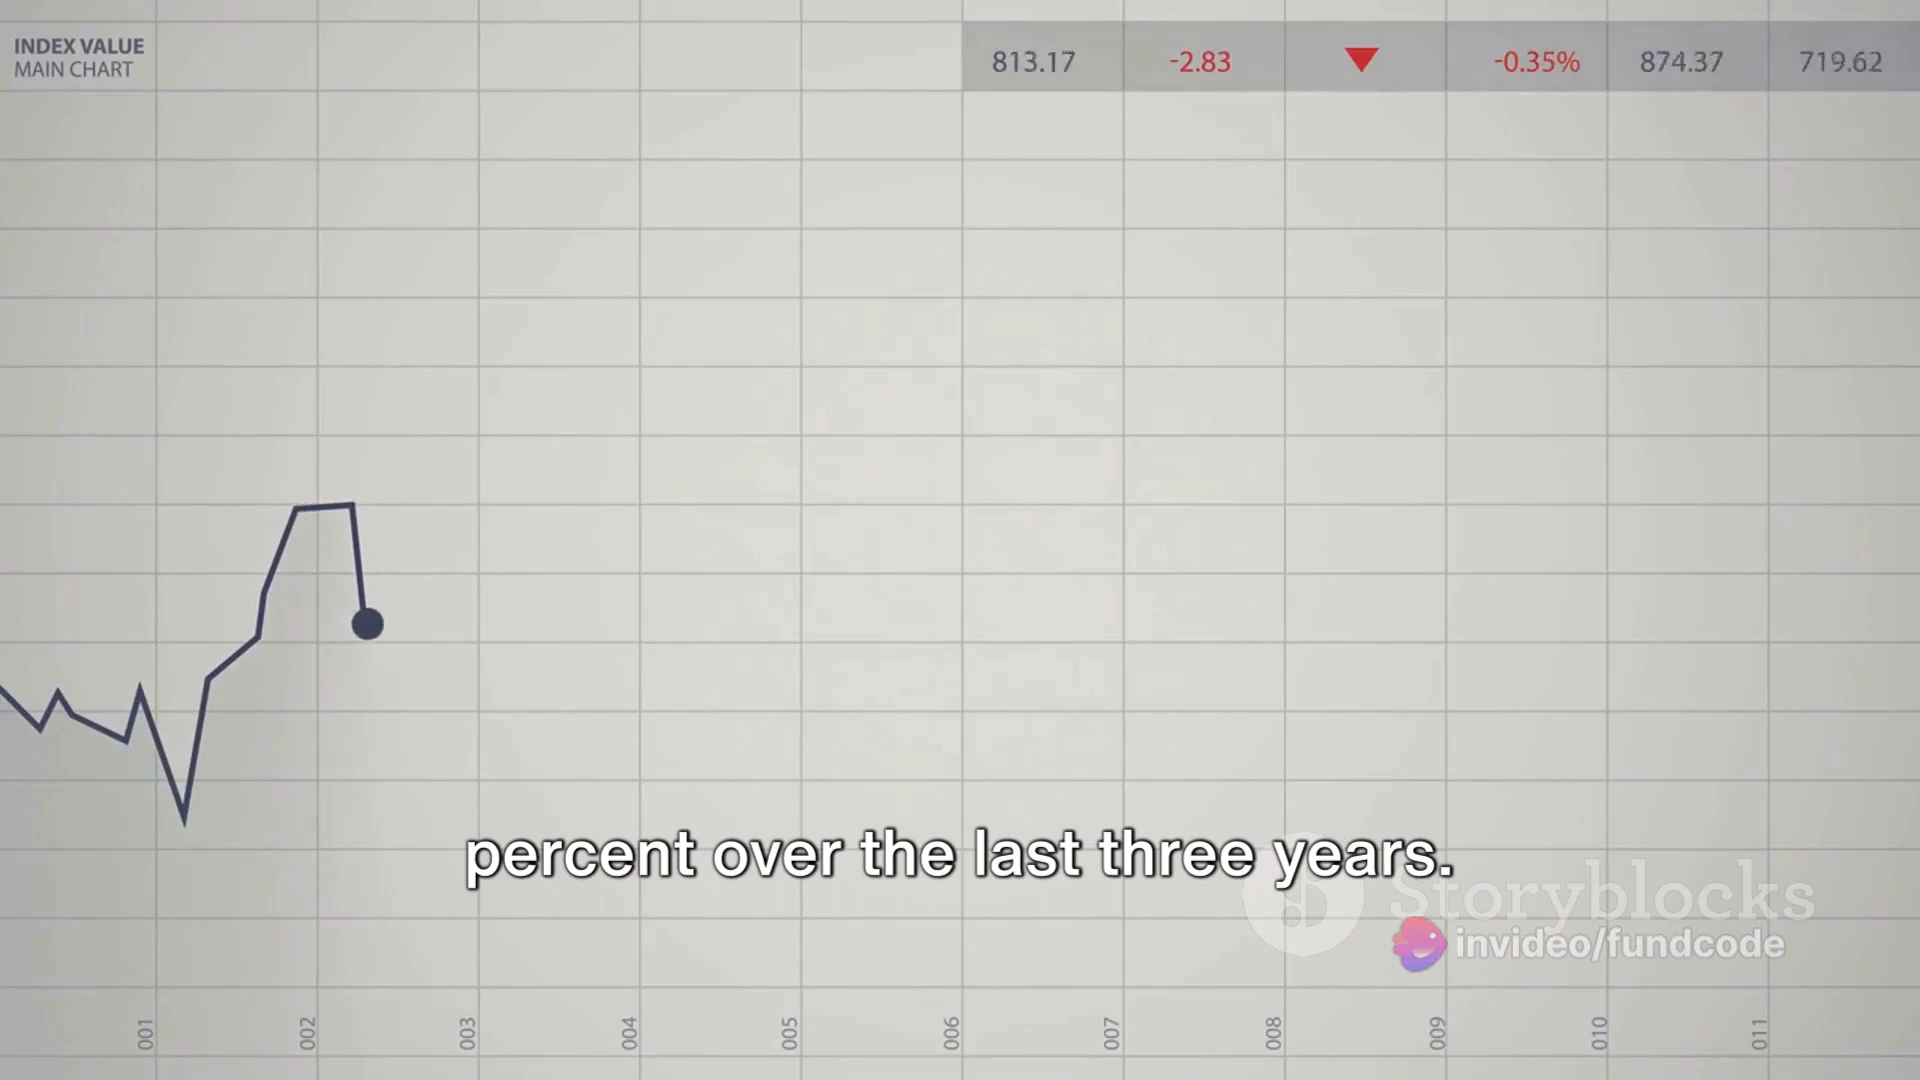 INDEX VALUE
MAIN CHART
813.17 -2.83 -0.35% 874.37 719.62
percent over the last three years.
Storyblocks
invideo/fundcode
001 002 003 004 005 006 007 008 009 010 011